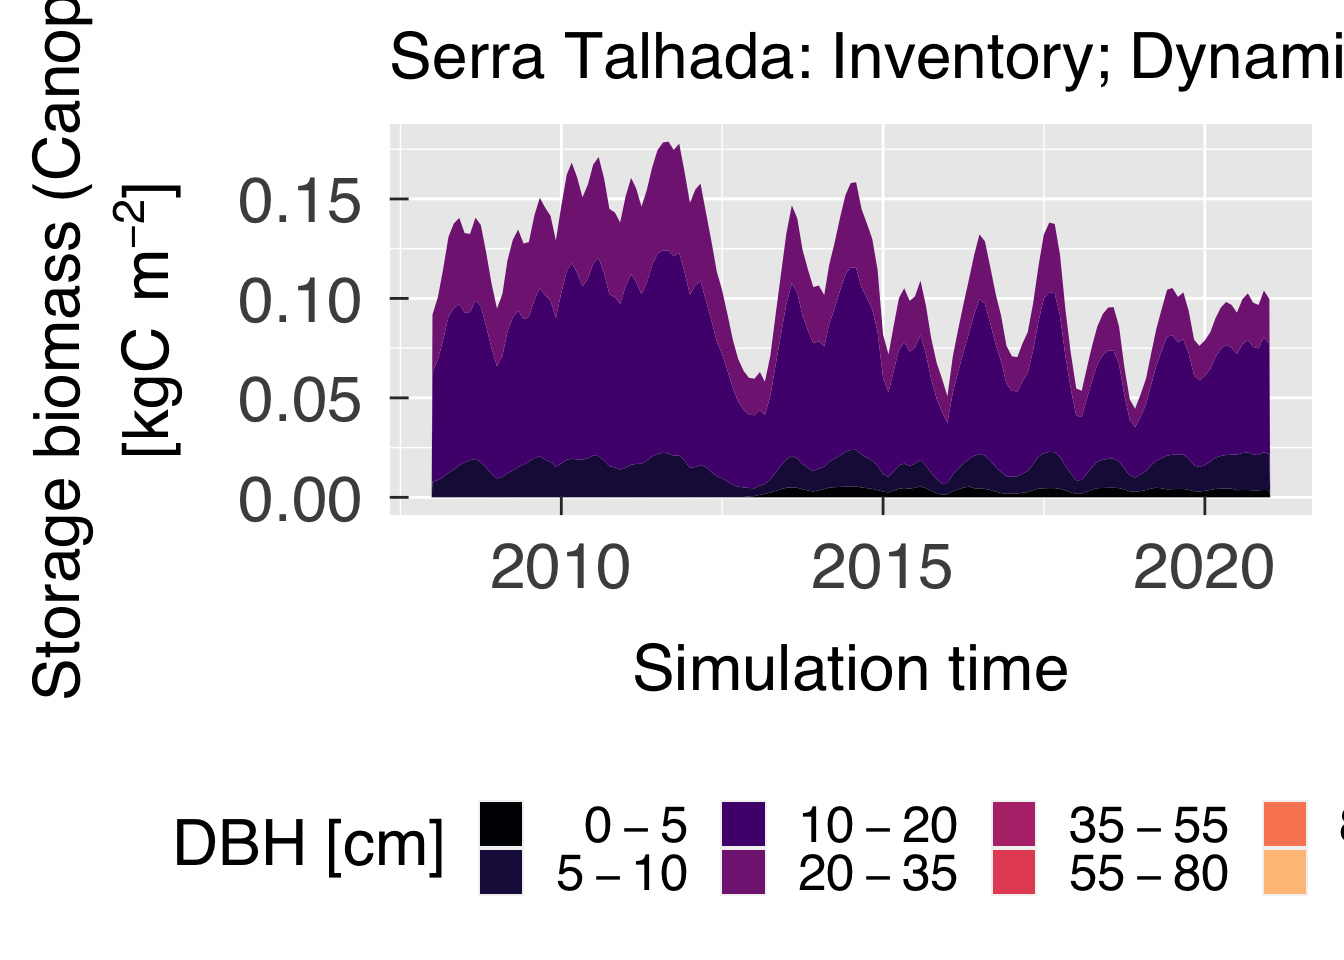 Serra Talhada: Inventory; Dynami
Storage biomass (Canop
[kgC m⁻²]
0.15
0.10
0.05
0.00
2010 2015 2020
Simulation time
DBH [cm]
0 – 5 10 – 20 35 – 55
5 – 10 20 – 35 55 – 80